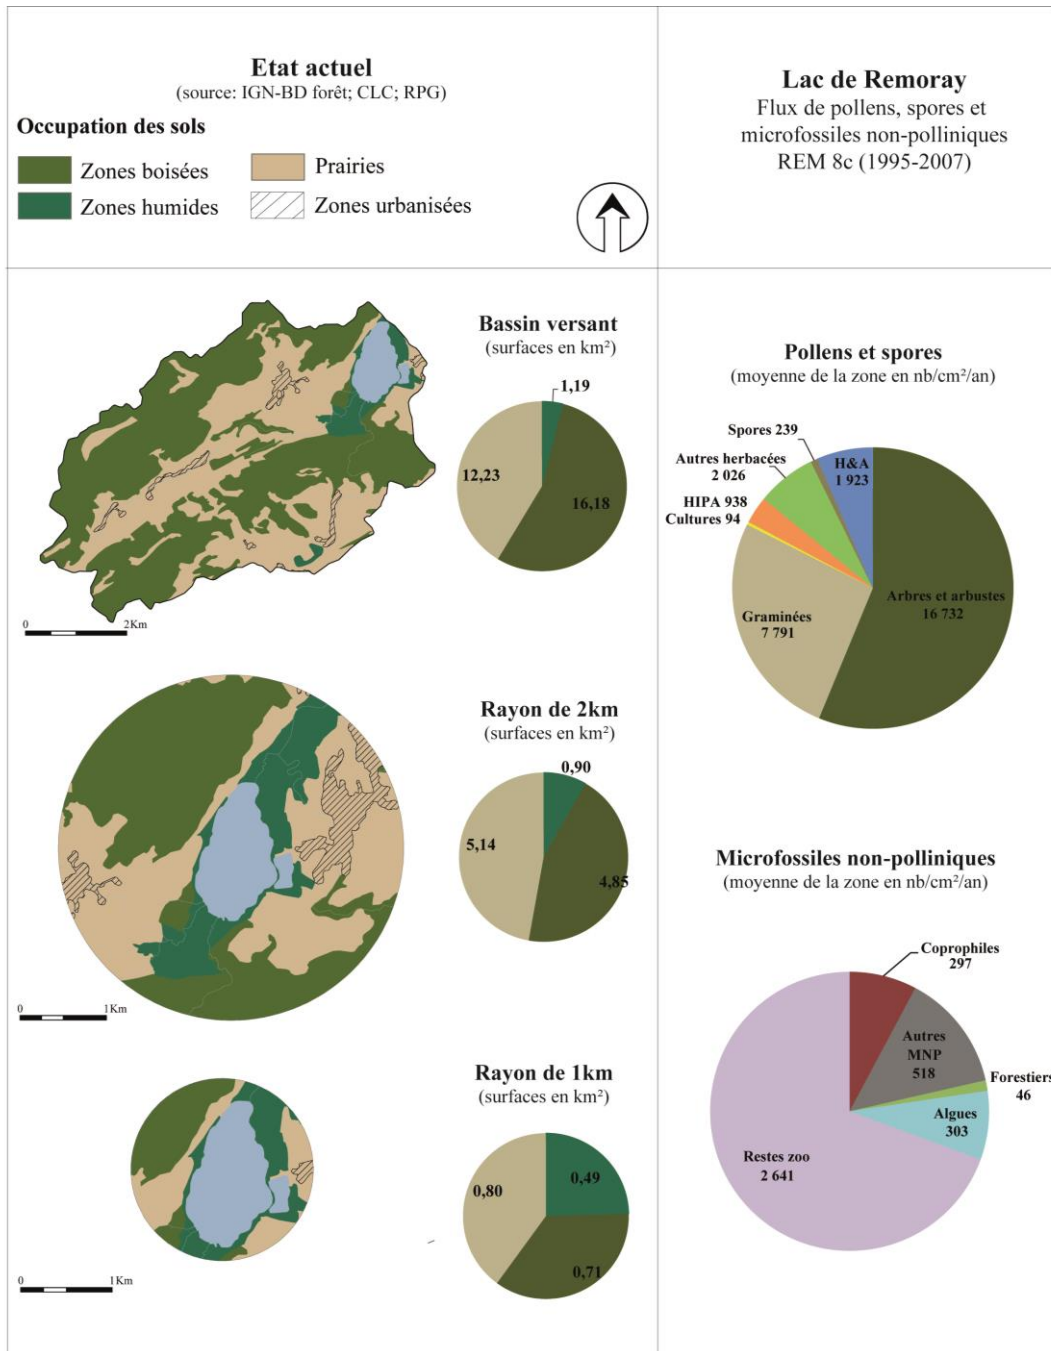 Etat actuel
(source: IGN-BD forêt; CLC; RPG)
Occupation des sols
Zones boisées
Prairies
Zones humides
Zones urbanisées
Lac de Remoray
Flux de pollens, spores et
microfossiles non-polliniques
REM 8c (1995-2007)
Bassin versant
(surfaces en km²)
1,19
12,23
16,18
0
2Km
Rayon de 2km
(surfaces en km²)
0,90
5,14
4,85
0
1Km
Rayon de 1km
(surfaces en km²)
0,80
0,49
0,71
0
1Km
Pollens et spores
(moyenne de la zone en nb/cm²/an)
Spores 239
Autres herbacées
2 026
H&A
1 923
HIPA 938
Cultures 94
Graminées
7 791
Arbres et arbustes
16 732
Microfossiles non-polliniques
(moyenne de la zone en nb/cm²/an)
Coprophiles
297
Autres
MNP
518
Forestiers
46
Algues
303
Restes zoo
2 641